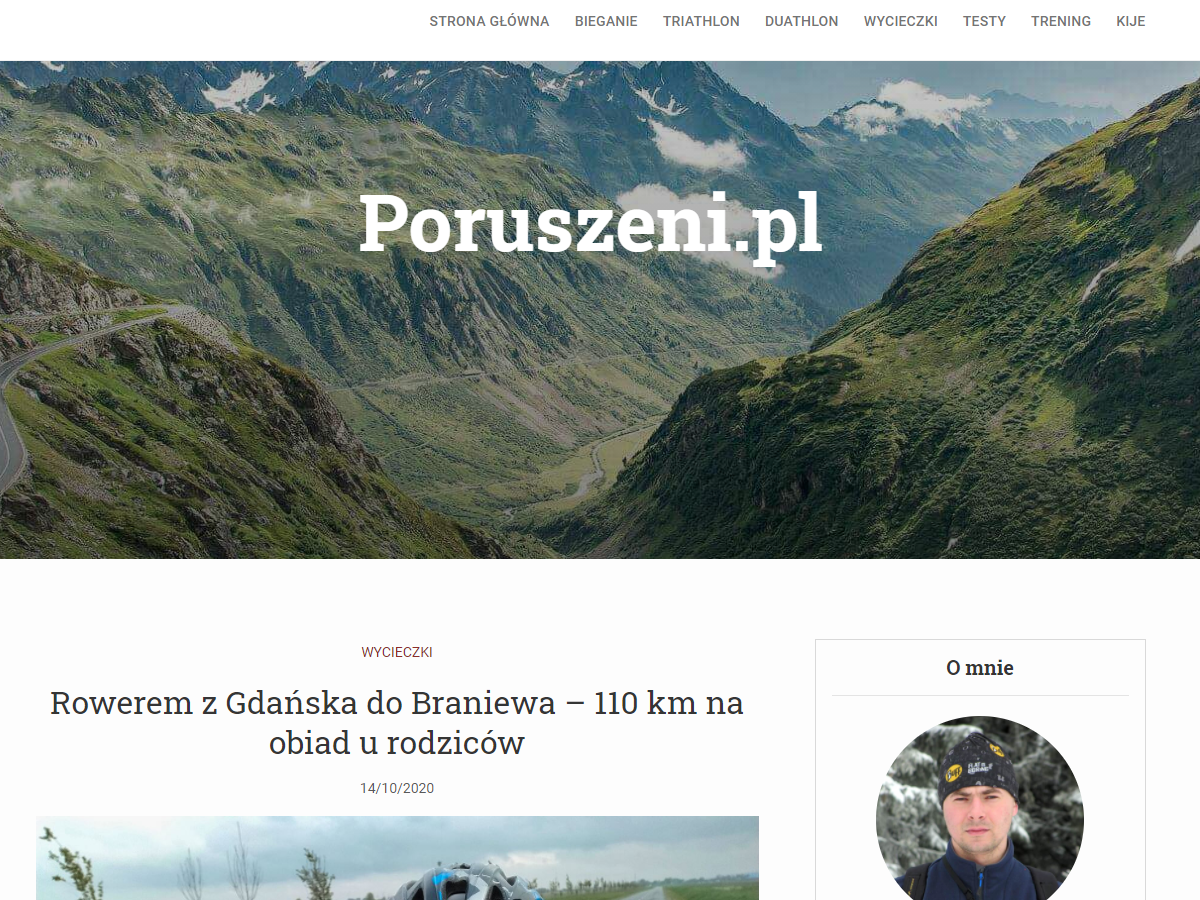 STRONA GŁÓWNA BIEGANIE TRIATHLON DUATHLON WYCIECZKI TESTY TRENING KIJE
Poruszeni.pl
WYCIECZKI
Rowerem z Gdańska do Braniewa – 110 km na
obiad u rodziców
14/10/2020
O mnie